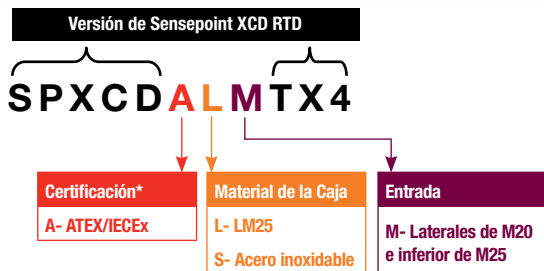 Versión de Sensepoint XCD RTD
SPXCDALMTX4
Certificación*
A- ATEX/IECEx
Material de la Caja
L- LM25
S- Acero inoxidable
Entrada
M- Laterales de M20
e inferior de M25